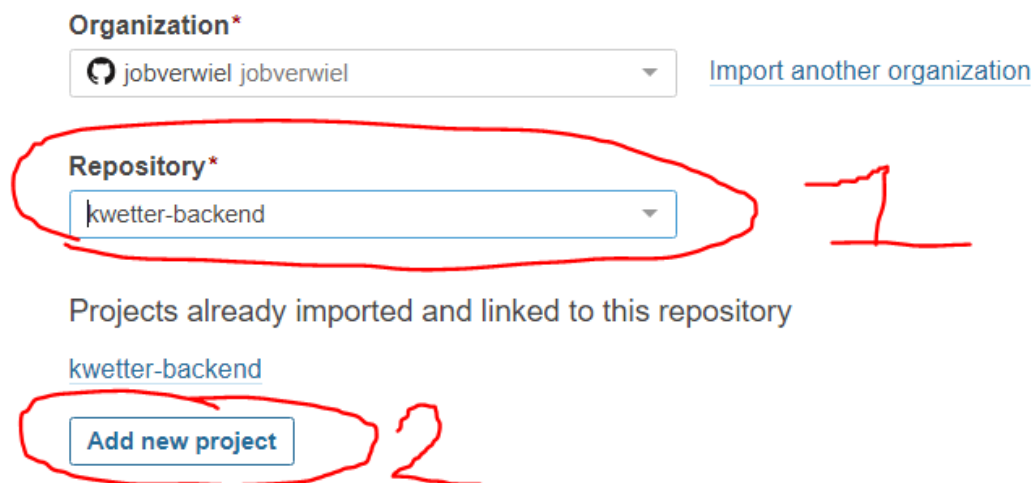 Organization*
jobverwiel jobverwiel
Import another organization
Repository*
kwetter-backend
1
Projects already imported and linked to this repository
kwetter-backend
Add new project
2